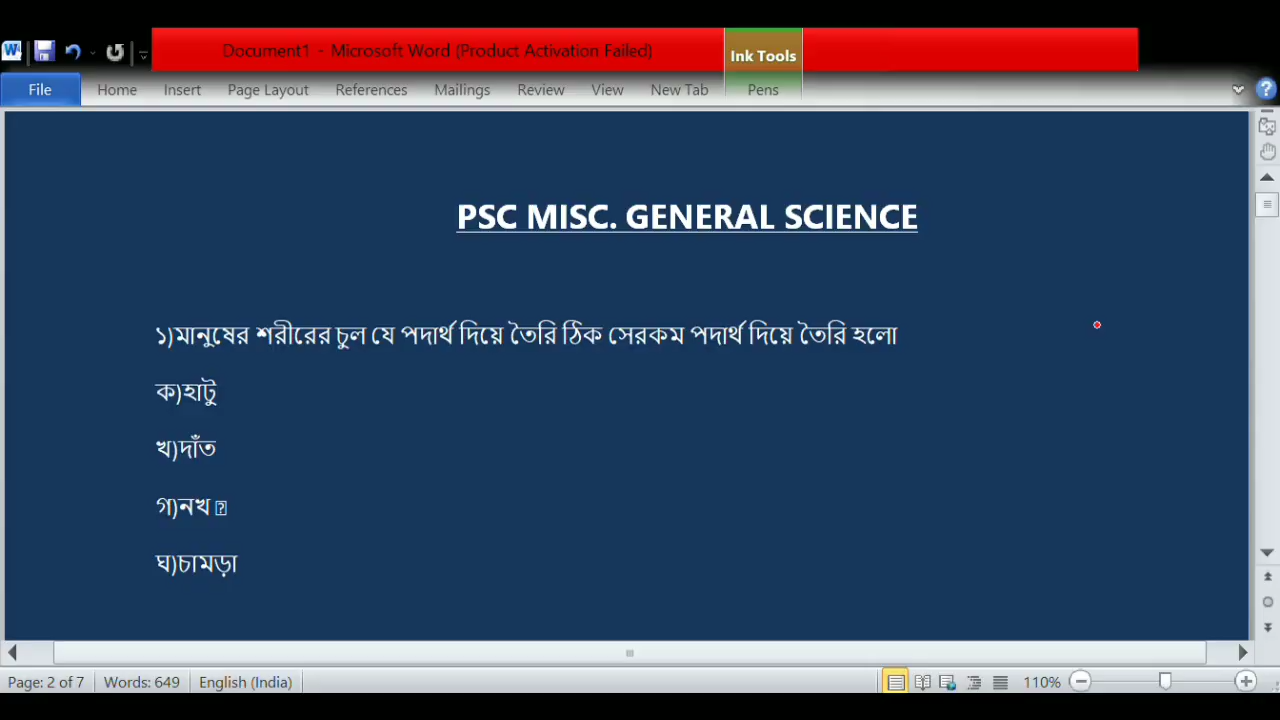 Document1 - Microsoft Word (Product Activation Failed)
Ink Tools
File Home Insert Page Layout References Mailings Review View New Tab Pens
PSC MISC. GENERAL SCIENCE
১)মানুষের শরীরের চুল যে পদার্থ দিয়ে তৈরি ঠিক সেরকম পদার্থ দিয়ে তৈরি হলো
ক)হাটু
খ)দাঁত
গ)নখ
ঘ)চামড়া
Page: 2 of 7 Words: 649 English (India) 110%